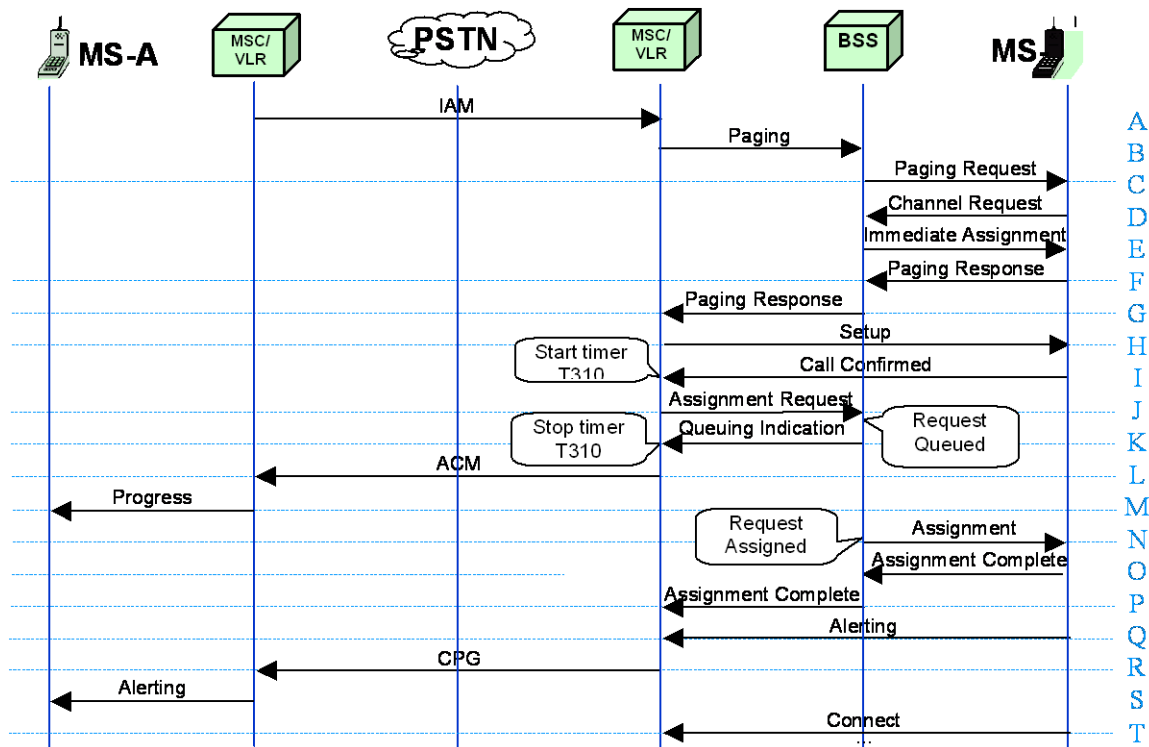 MS-A
MSC/
VLR
PSTN
MSC/
VLR
BSS
MS-
IAM
A
Paging
B
Paging Request
C
Channel Request
D
Immediate Assignment
E
Paging Response
F
Paging Response
G
Setup
H
Start timer
T310
Call Confirmed
I
Assignment Request
J
Request
Queued
Stop timer
T310
Queuing Indication
K
ACM
L
Progress
M
Request
Assigned
Assignment
N
Assignment Complete
O
Assignment Complete
P
Alerting
Q
CPG
R
Alerting
S
Connect
T
...